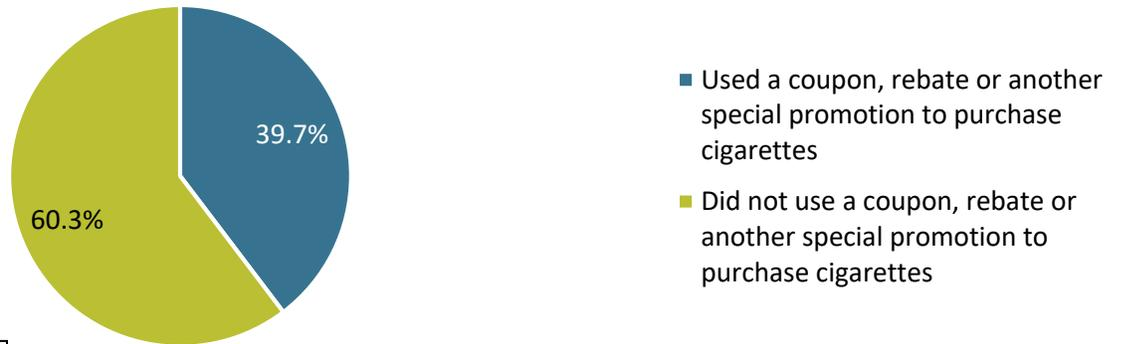 39.7%
60.3%
Used a coupon, rebate or another
special promotion to purchase
cigarettes
Did not use a coupon, rebate or
another special promotion to
purchase cigarettes